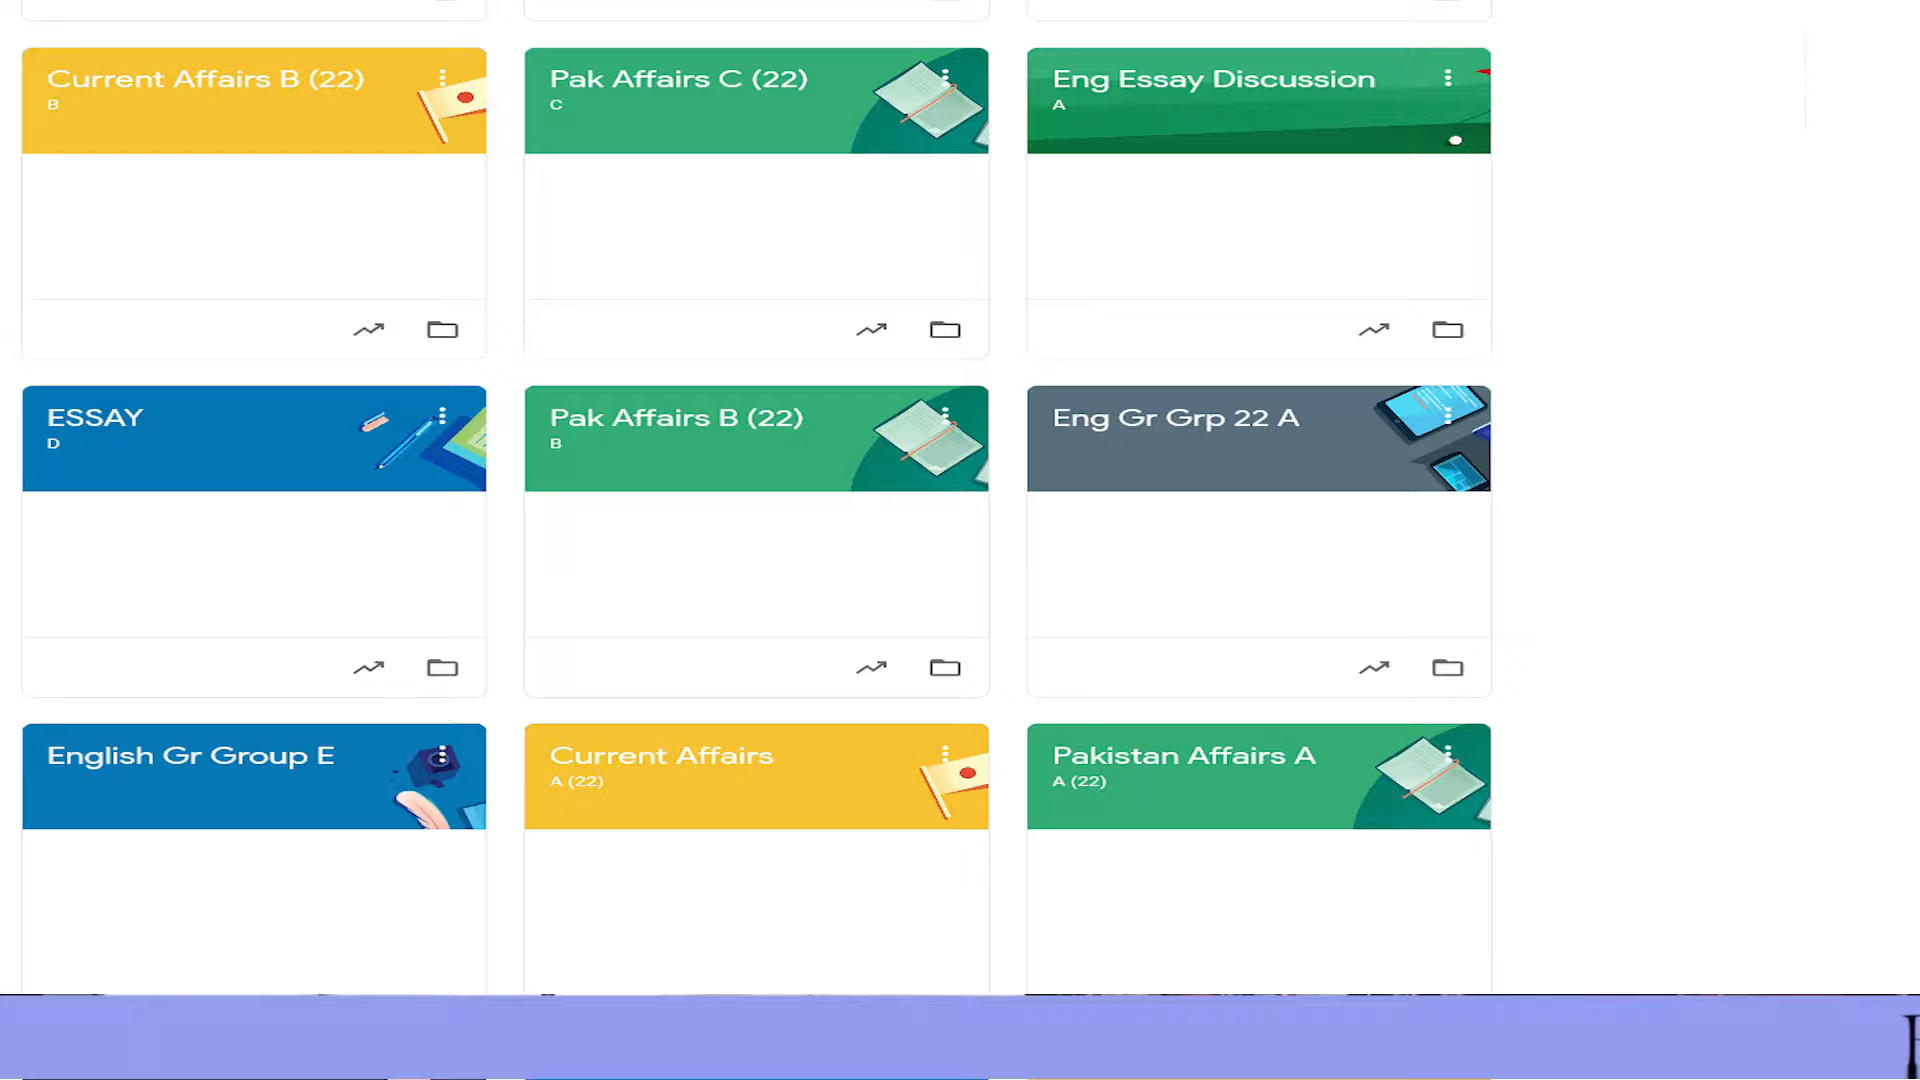 Current Affairs B (22)
B
Pak Affairs C (22)
C
Eng Essay Discussion
A
ESSAY
D
Pak Affairs B (22)
B
Eng Gr Grp 22 A
English Gr Group E
Current Affairs
A (22)
Pakistan Affairs A
A (22)